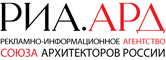 РИА.АРД
РЕКЛАМНО-ИНФОРМАЦИОННОЕ АГЕНТСТВО
СОЮЗА АРХИТЕКТОРОВ РОССИИ